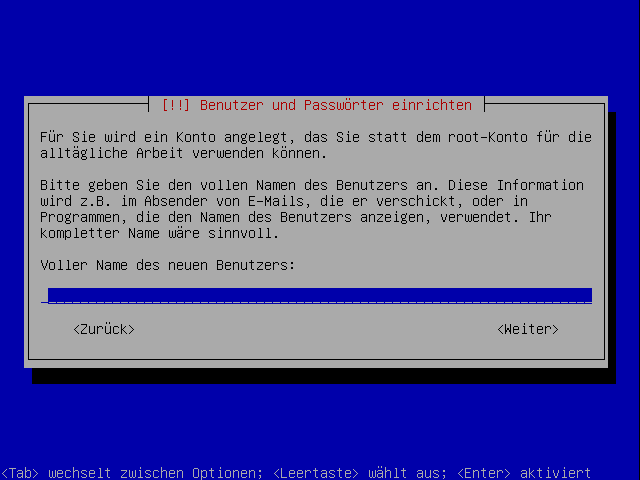 [!!] Benutzer und Passwörter einrichten
Für Sie wird ein Konto angelegt, das Sie statt dem root-Konto für die
alltägliche Arbeit verwenden können.
Bitte geben Sie den vollen Namen des Benutzers an. Diese Information
wird z.B. im Absender von E-Mails, die er verschickt, oder in
Programmen, die den Namen des Benutzers anzeigen, verwendet. Ihr
kompletter Name wäre sinnvoll.
Voller Name des neuen Benutzers:
<Zurück> <Weiter>
<Tab> wechselt zwischen Optionen; <Leertaste> wählt aus; <Enter> aktiviert